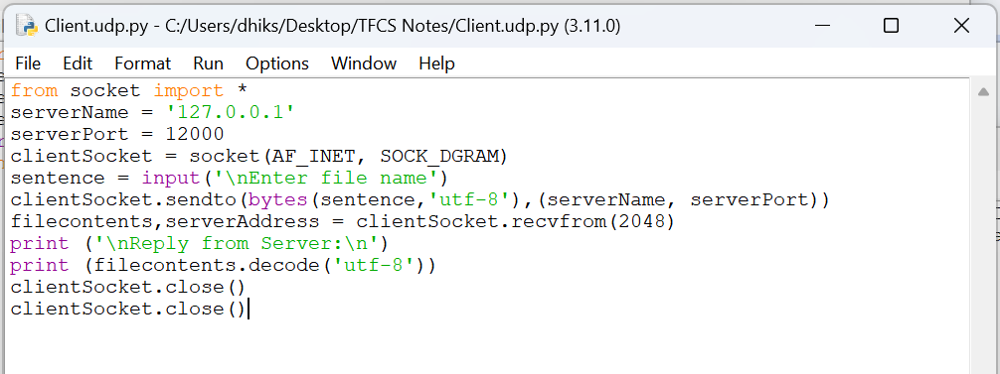 Client.udp.py - C:/Users/dhiks/Desktop/TFCS Notes/Client.udp.py (3.11.0)
File Edit Format Run Options Window Help
from socket import *
serverName = '127.0.0.1'
serverPort = 12000
clientSocket = socket(AF_INET, SOCK_DGRAM)
sentence = input('\nEnter file name')
clientSocket.sendto(bytes(sentence,'utf-8'),(serverName, serverPort))
filecontents,serverAddress = clientSocket.recvfrom(2048)
print ('\nReply from Server:\n')
print (filecontents.decode('utf-8'))
clientSocket.close()
clientSocket.close()